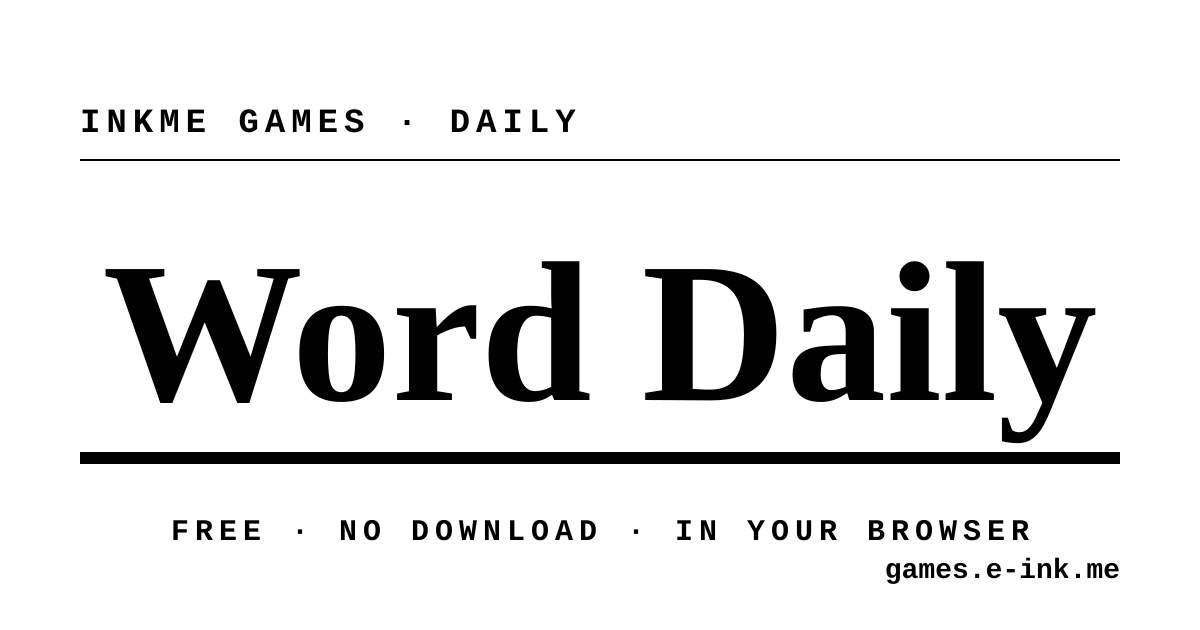 INKME GAMES · DAILY
Word Daily
FREE · NO DOWNLOAD · IN YOUR BROWSER
games.e-ink.me